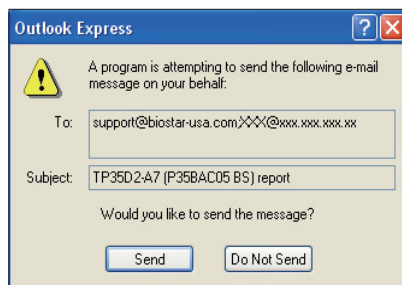 Outlook Express
A program is attempting to send the following e-mail
message on your behalf:
To: support@biostar-usa.com;XXX@xxx.xxx.xxx.xx
Subject: TP35D2-A7 (P35BAC05 BS) report
Would you like to send the message?
Send Do Not Send